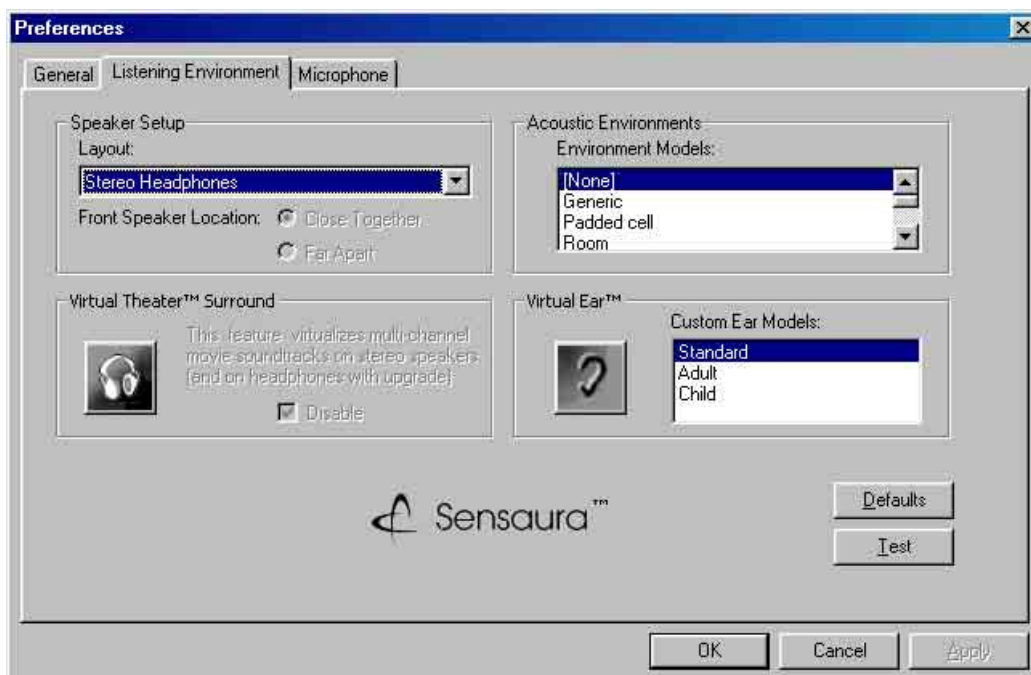 Preferences
General
Listening Environment
Microphone
Speaker Setup
Layout:
Stereo Headphones
Front Speaker Location:
Close Together
Far Apart
Acoustic Environments
Environment Models:
[None]
Generic
Padded cell
Room
Virtual Theater™ Surround
This feature virtualizes multi-channel
movie soundtracks on stereo speakers
(and on headphones with upgrade)
Disable
Virtual Ear™
Custom Ear Models:
Standard
Adult
Child
Sensaura™
Defaults
Test
OK
Cancel
Apply